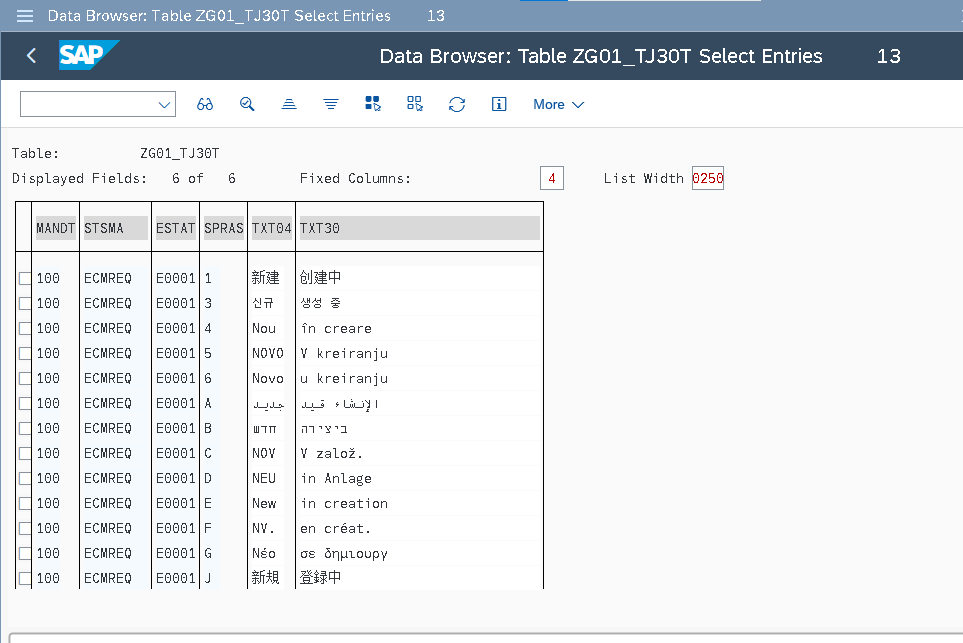 Data Browser: Table ZG01_TJ30T Select Entries 13
SAP Data Browser: Table ZG01_TJ30T Select Entries 13
More
Table: ZG01_TJ30T
Displayed Fields: 6 of 6 Fixed Columns: 4 List Width 0250
MANDT STSMA ESTAT SPRAS TXT04 TXT30
100 ECMREQ E0001 1 新建 创建中
100 ECMREQ E0001 3 신규 생성 중
100 ECMREQ E0001 4 Nou în creare
100 ECMREQ E0001 5 NOVO V kreiranju
100 ECMREQ E0001 6 Novo u kreiranju
100 ECMREQ E0001 A جديد الإنشاء قيد
100 ECMREQ E0001 B חדש ביצירה
100 ECMREQ E0001 C NOV V založ.
100 ECMREQ E0001 D NEU in Anlage
100 ECMREQ E0001 E New in creation
100 ECMREQ E0001 F NV. en créat.
100 ECMREQ E0001 G Νέο σε δημιουργ
100 ECMREQ E0001 J 新規 登録中